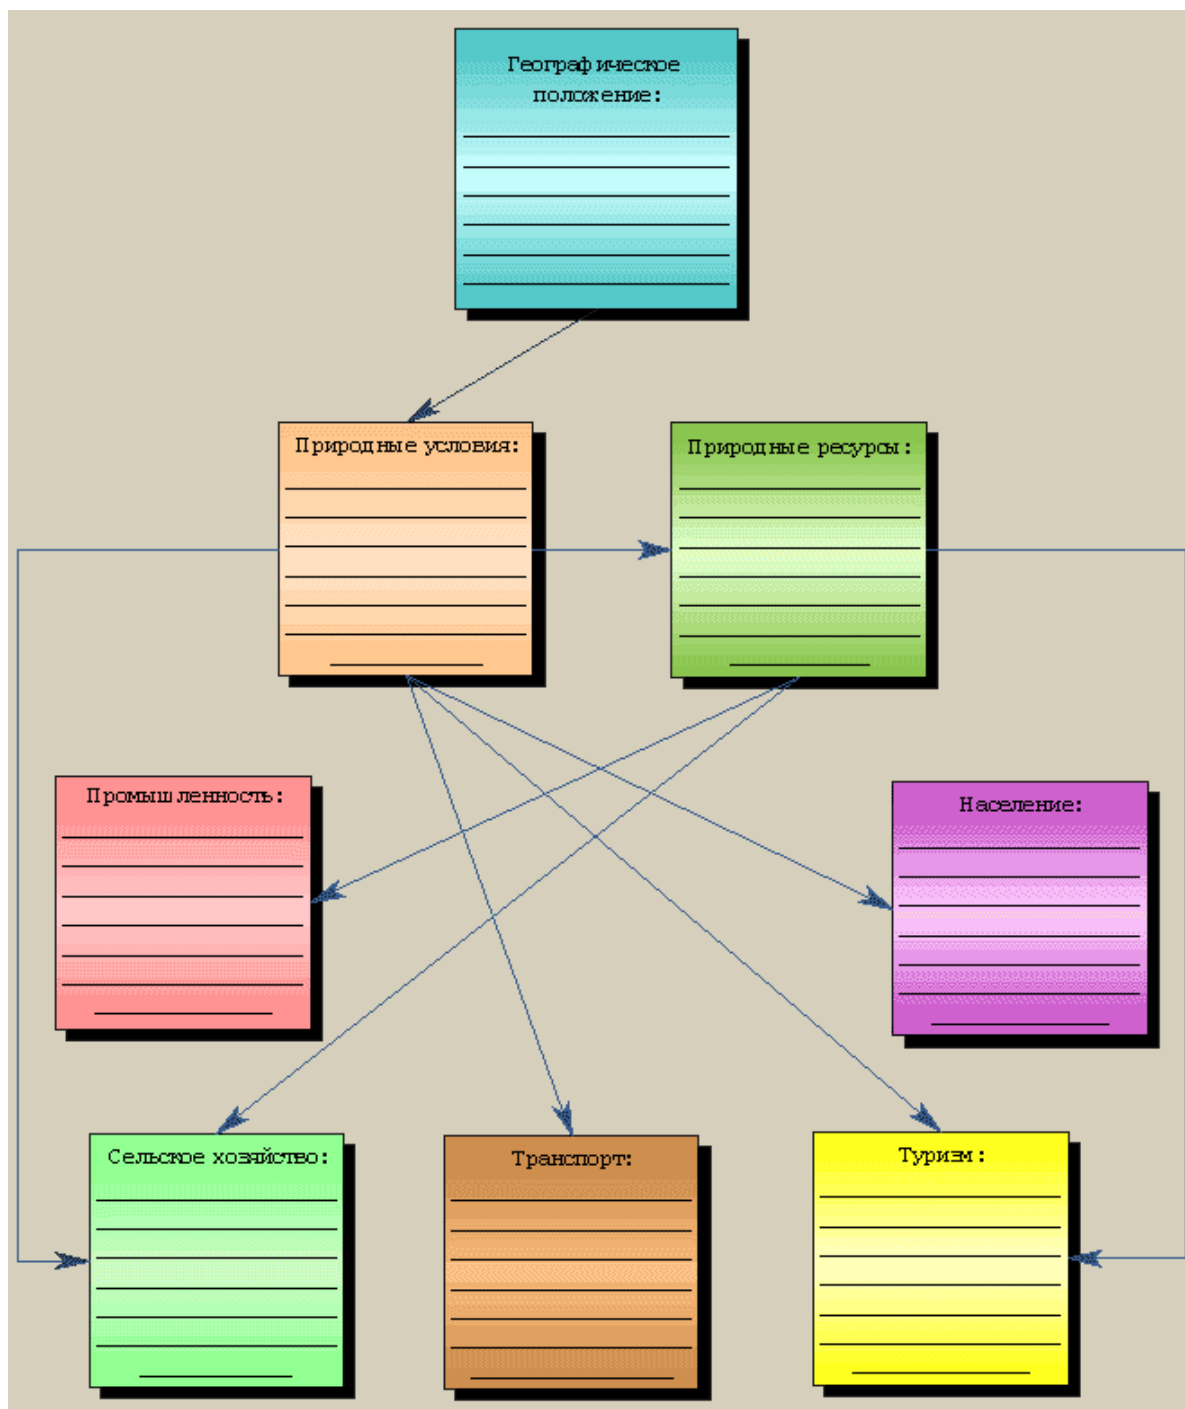 Географическое
положение:
Природные условия:
Природные ресурсы:
Промышленность:
Население:
Сельское хозяйство:
Транспорт:
Туризм: